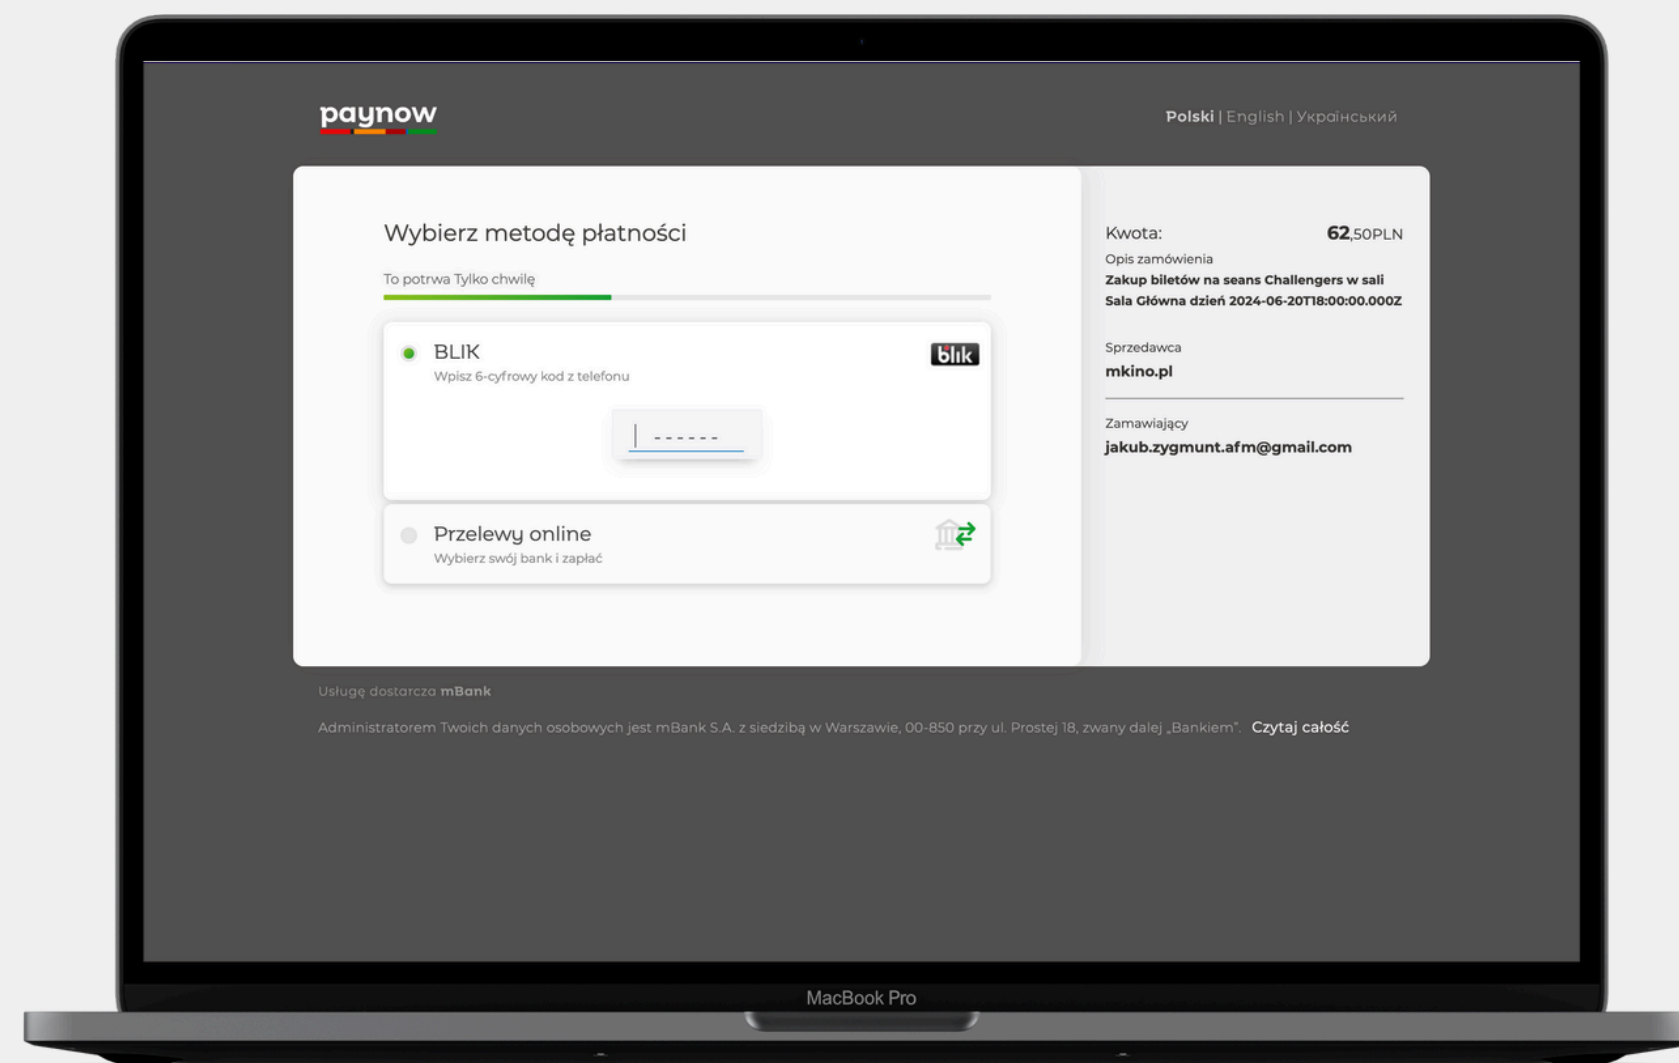 paynow
Polski | English | Український
Wybierz metodę płatności
To potrwa Tylko chwilę
BLIK
Wpisz 6-cyfrowy kod z telefonu
blik
------
Przelewy online
Wybierz swój bank i zapłać
Kwota: 62,50PLN
Opis zamówienia
Zakup biletów na seans Challengers w sali
Sala Główna dzień 2024-06-20T18:00:00.000Z
Sprzedawca
mkino.pl
Zamawiający
jakub.zygmunt.afm@gmail.com
Usługę dostarcza mBank
Administratorem Twoich danych osobowych jest mBank S.A. z siedzibą w Warszawie, 00-850 przy ul. Prostej 18, zwany dalej „Bankiem”. Czytaj całość
MacBook Pro